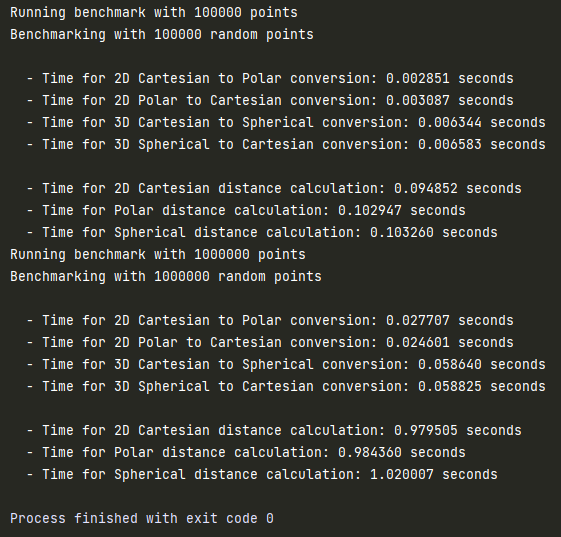 Running benchmark with 100000 points
Benchmarking with 100000 random points
- Time for 2D Cartesian to Polar conversion: 0.002851 seconds
- Time for 2D Polar to Cartesian conversion: 0.003087 seconds
- Time for 3D Cartesian to Spherical conversion: 0.006344 seconds
- Time for 3D Spherical to Cartesian conversion: 0.006583 seconds
- Time for 2D Cartesian distance calculation: 0.094852 seconds
- Time for Polar distance calculation: 0.102947 seconds
- Time for Spherical distance calculation: 0.103260 seconds
Running benchmark with 1000000 points
Benchmarking with 1000000 random points
- Time for 2D Cartesian to Polar conversion: 0.027707 seconds
- Time for 2D Polar to Cartesian conversion: 0.024601 seconds
- Time for 3D Cartesian to Spherical conversion: 0.058640 seconds
- Time for 3D Spherical to Cartesian conversion: 0.058825 seconds
- Time for 2D Cartesian distance calculation: 0.979505 seconds
- Time for Polar distance calculation: 0.984360 seconds
- Time for Spherical distance calculation: 1.020007 seconds
Process finished with exit code 0